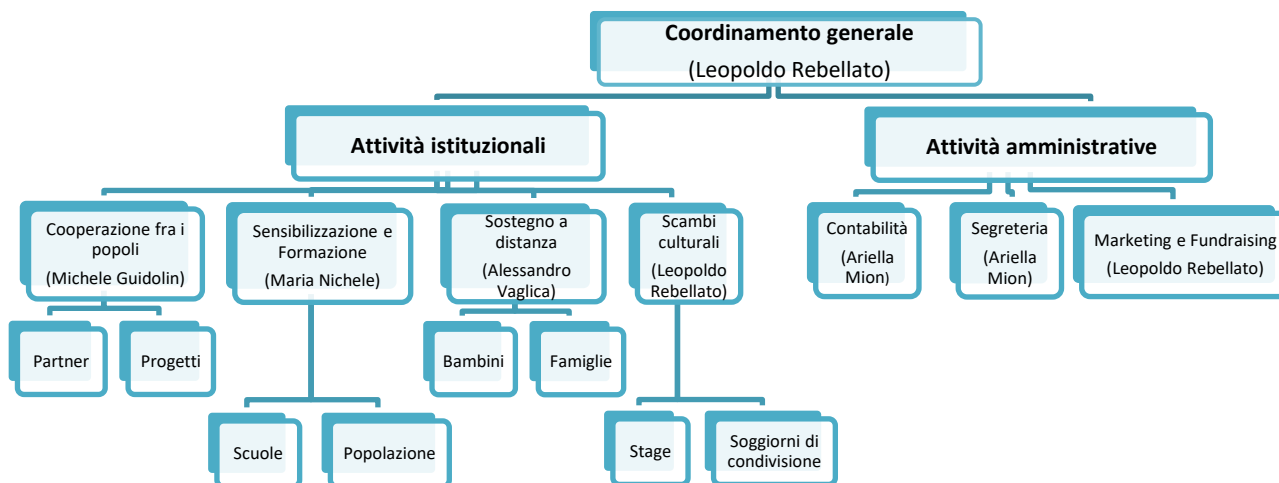 Coordinamento generale
(Leopoldo Rebellato)
Attività istituzionali
Attività amministrative
Cooperazione fra i
popoli
(Michele Guidolin)
Sensibilizzazione e
Formazione
(Maria Nichele)
Sostegno a
distanza
(Alessandro
Vaglica)
Scambi
culturali
(Leopoldo
Rebellato)
Contabilità
(Ariella
Mion)
Segreteria
(Ariella
Mion)
Marketing e Fundraising
(Leopoldo Rebellato)
Partner
Progetti
Bambini
Famiglie
Scuole
Popolazione
Stage
Soggiorni di
condivisione